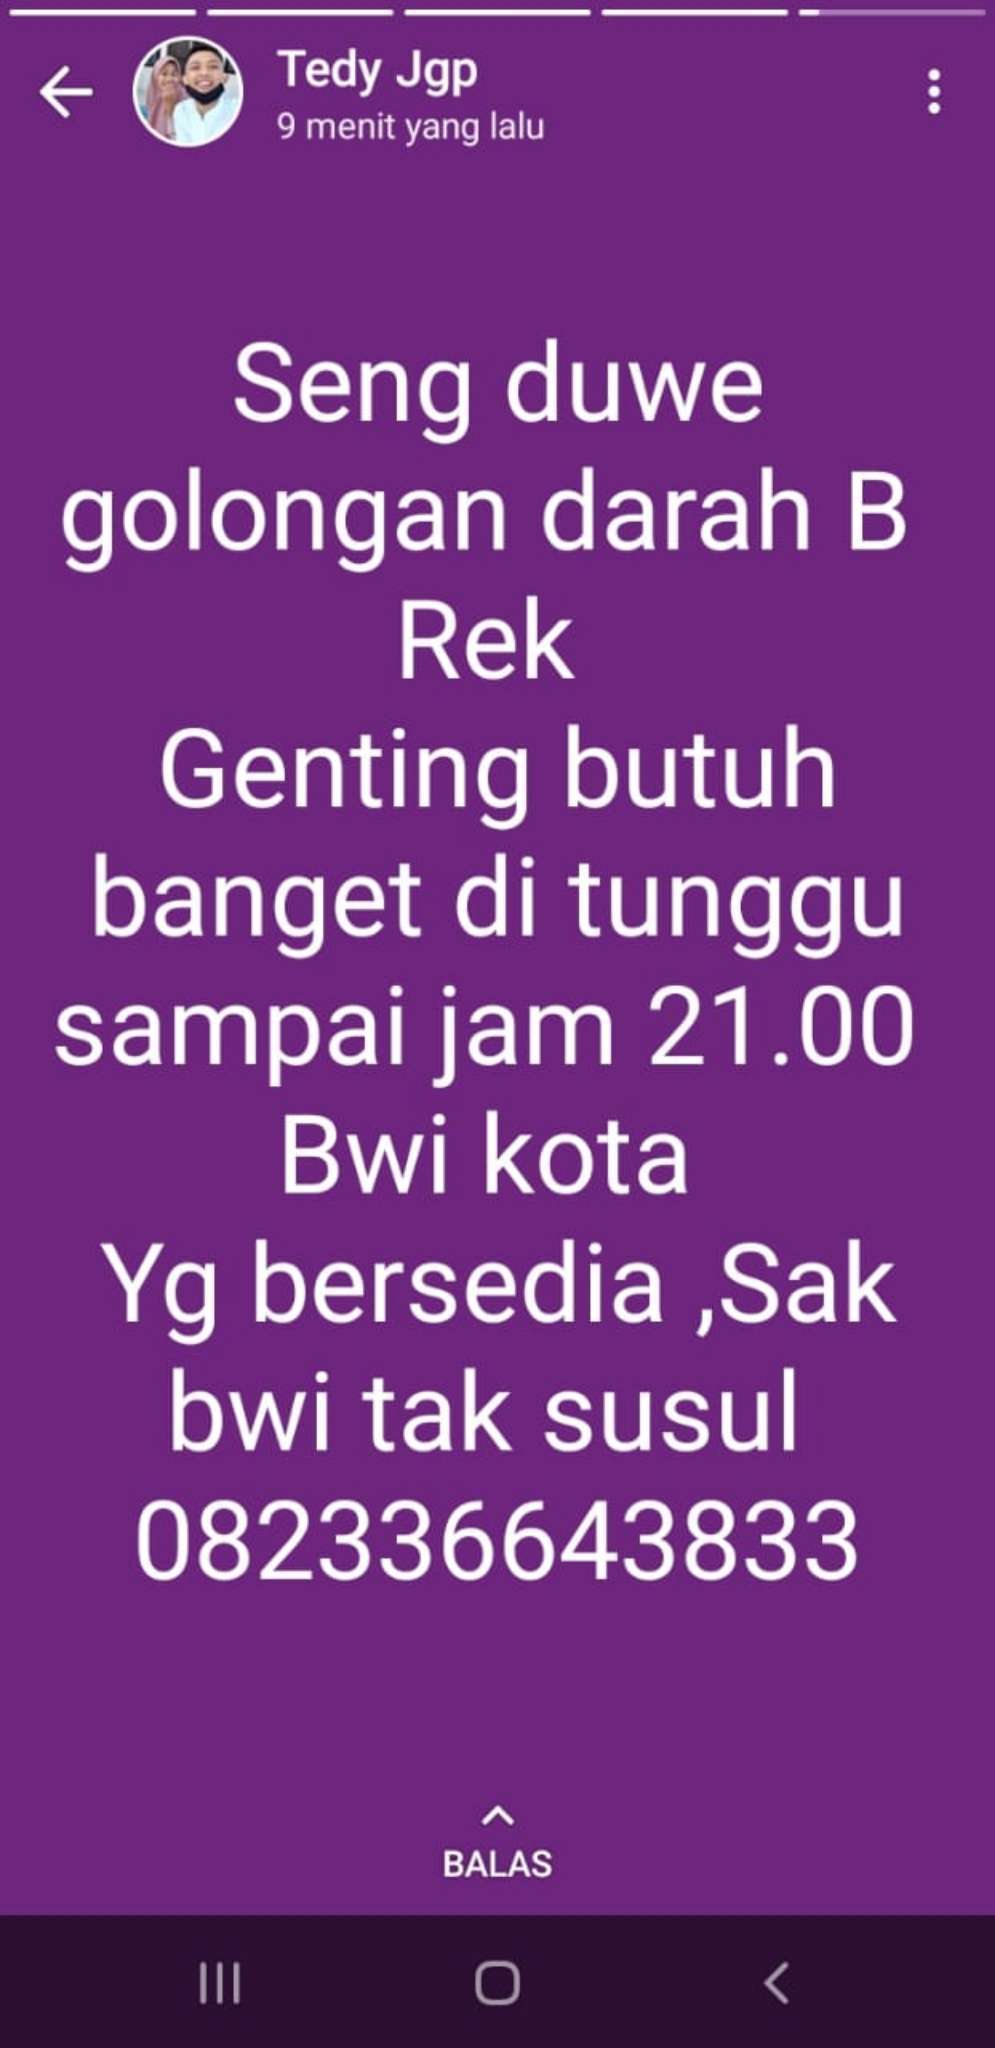 Tedy Jgp
9 menit yang lalu
Seng duwe
golongan darah B
Rek
Genting butuh
banget di tunggu
sampai jam 21.00
Bwi kota
Yg bersedia ,Sak
bwi tak susul
082336643833
BALAS